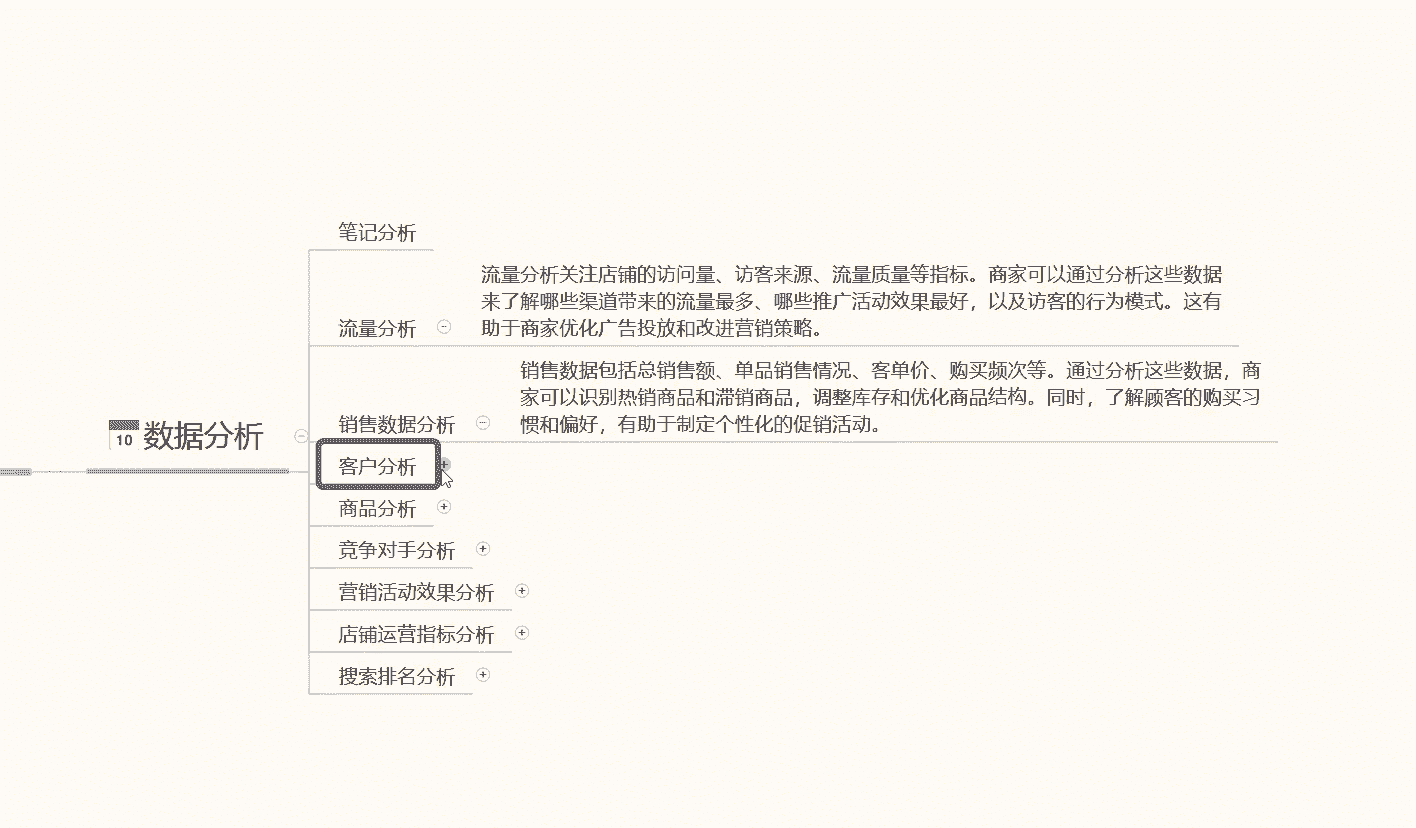 笔记分析
流量分析关注店铺的访问量、访客来源、流量质量等指标。商家可以通过分析这些数据
来了解哪些渠道带来的流量最多、哪些推广活动效果最好，以及访客的行为模式。这有
助于商家优化广告投放和改进营销策略。
流量分析
销售数据包括总销售额、单品销售情况、客单价、购买频次等。通过分析这些数据，商
家可以识别热销商品和滞销商品，调整库存和优化商品结构。同时，了解顾客的购买习
惯和偏好，有助于制定个性化的促销活动。
销售数据分析
10 数据分析
客户分析
商品分析
竞争对手分析
营销活动效果分析
店铺运营指标分析
搜索排名分析